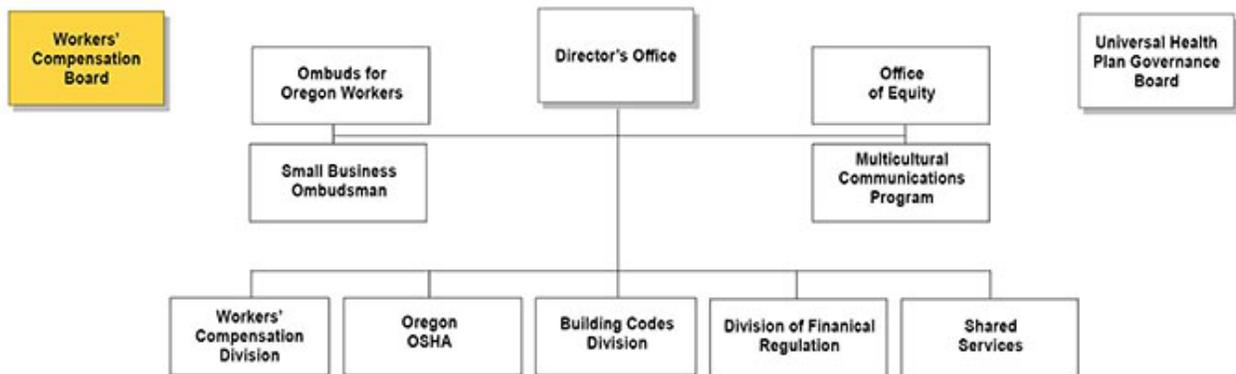 Workers'
Compensation
Board
Director's Office
Universal Health
Plan Governance
Board
Ombuds for
Oregon Workers
Office
of Equity
Small Business
Ombudsman
Multicultural
Communications
Program
Workers'
Compensation
Division
Oregon
OSHA
Building Codes
Division
Division of Finanical
Regulation
Shared
Services